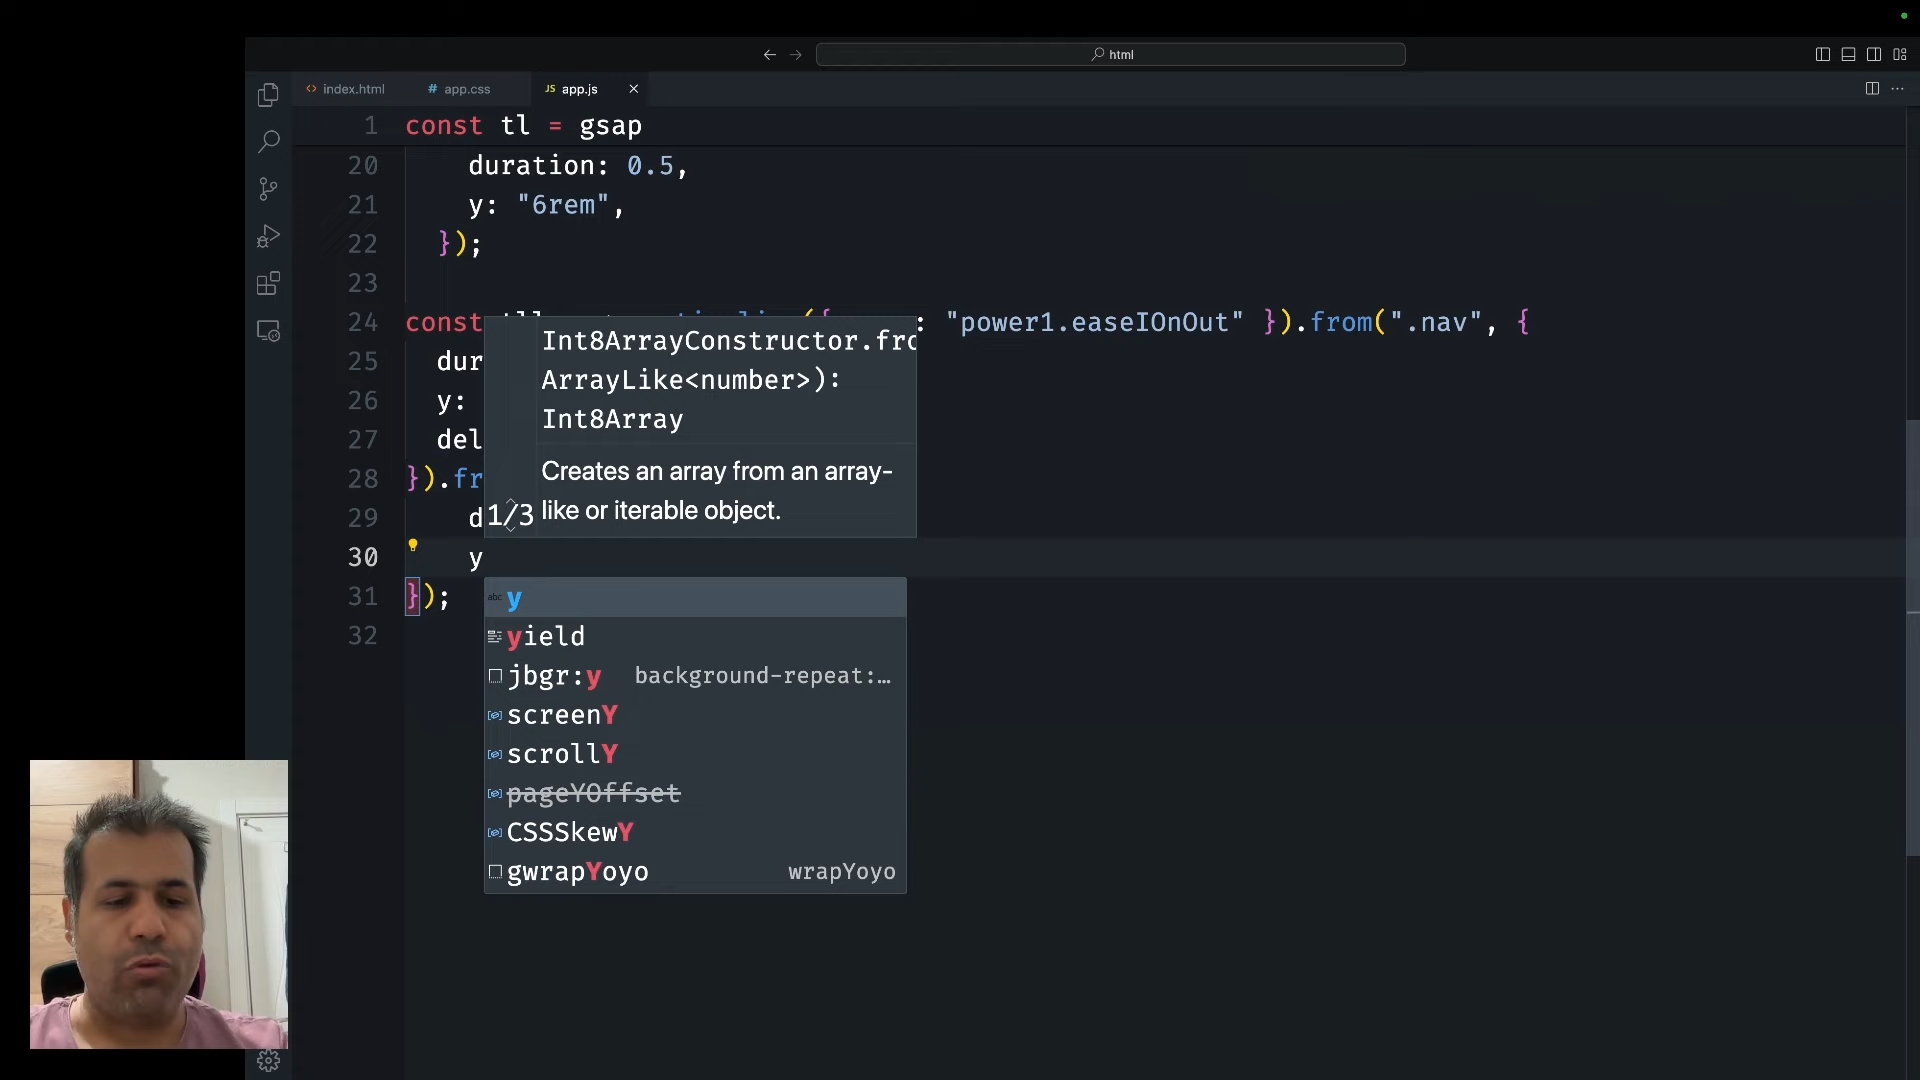 html
index.html
# app.css
JS app.js
1 const tl = gsap
20 duration: 0.5,
21 y: "6rem",
22 });
23
24 const : "power1.easeIOnOut" }).from(".nav", {
25 dur
26 y:
27 del
28 }).fr
29 d
30 y
31 });
32
Int8ArrayConstructor.fro
ArrayLike<number>):
Int8Array
Creates an array from an array-
like or iterable object.
1/3
abc y
yield
jbgr:y background-repeat:…
screenY
scrollY
pageYOffset
CSSSkewY
gwrapYoyo wrapYoyo